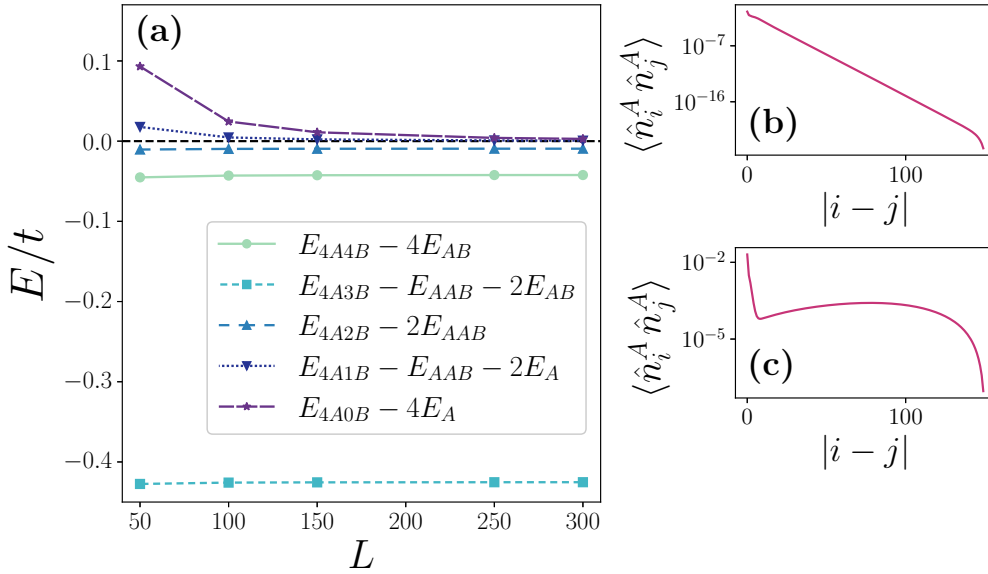 (a)
E/t
0.1
0.0
−0.1
−0.2
−0.3
−0.4
E_{4A4B} − 4E_{AB}
E_{4A3B} − E_{AAB} − 2E_{AB}
E_{4A2B} − 2E_{AAB}
E_{4A1B} − E_{AAB} − 2E_A
E_{4A0B} − 4E_A
50 100 150 200 250 300
L
(b)
⟨n̂_i^A n̂_j^A⟩
10^{−7}
10^{−16}
0 100
|i − j|
(c)
⟨n̂_i^A n̂_j^A⟩
10^{−2}
10^{−5}
0 100
|i − j|